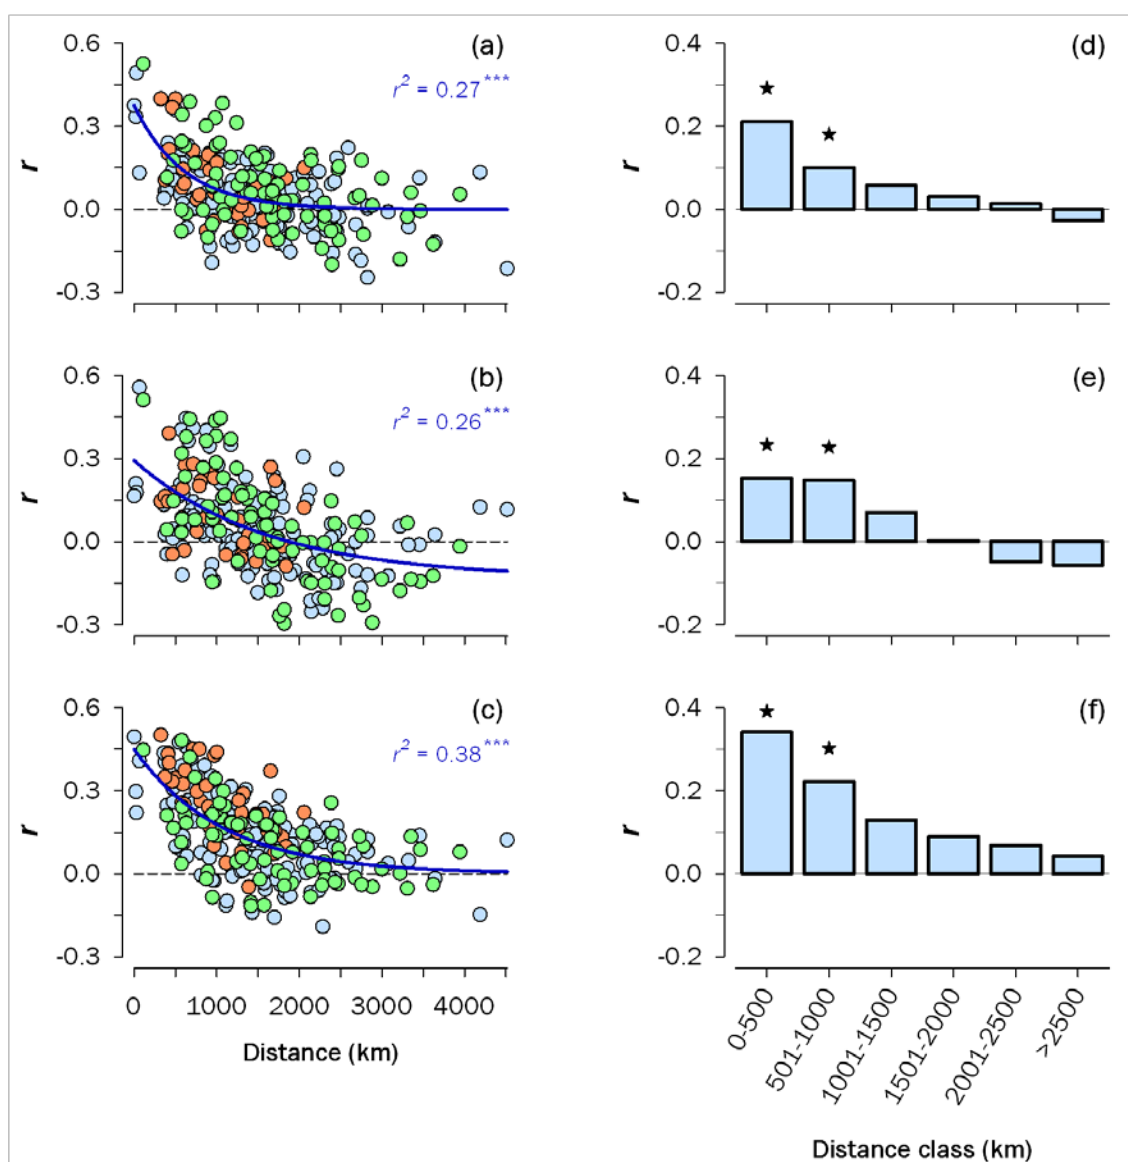 (a)
r² = 0.27***
0.6
0.3
0.0
-0.3
r
(d)
0.4
0.2
0.0
-0.2
r
★
★
(b)
r² = 0.26***
0.6
0.3
0.0
-0.3
r
(e)
0.4
0.2
0.0
-0.2
r
★
★
(c)
r² = 0.38***
0.6
0.3
0.0
-0.3
r
0 1000 2000 3000 4000
Distance (km)
(f)
0.4
0.2
0.0
-0.2
r
★
★
0-500
501-1000
1001-1500
1501-2000
2001-2500
>2500
Distance class (km)